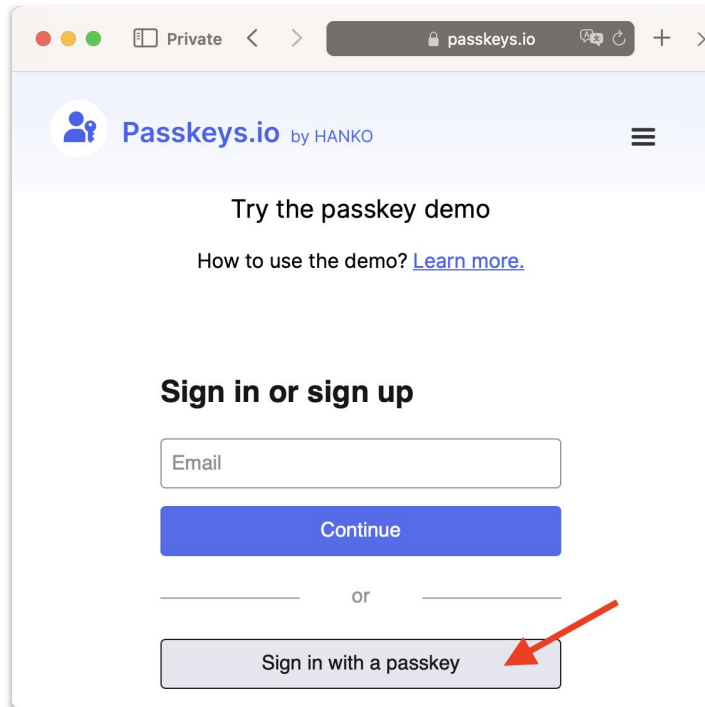 Private passkeys.io
Passkeys.io by HANKO
Try the passkey demo
How to use the demo? Learn more.
Sign in or sign up
Email
Continue
or
Sign in with a passkey